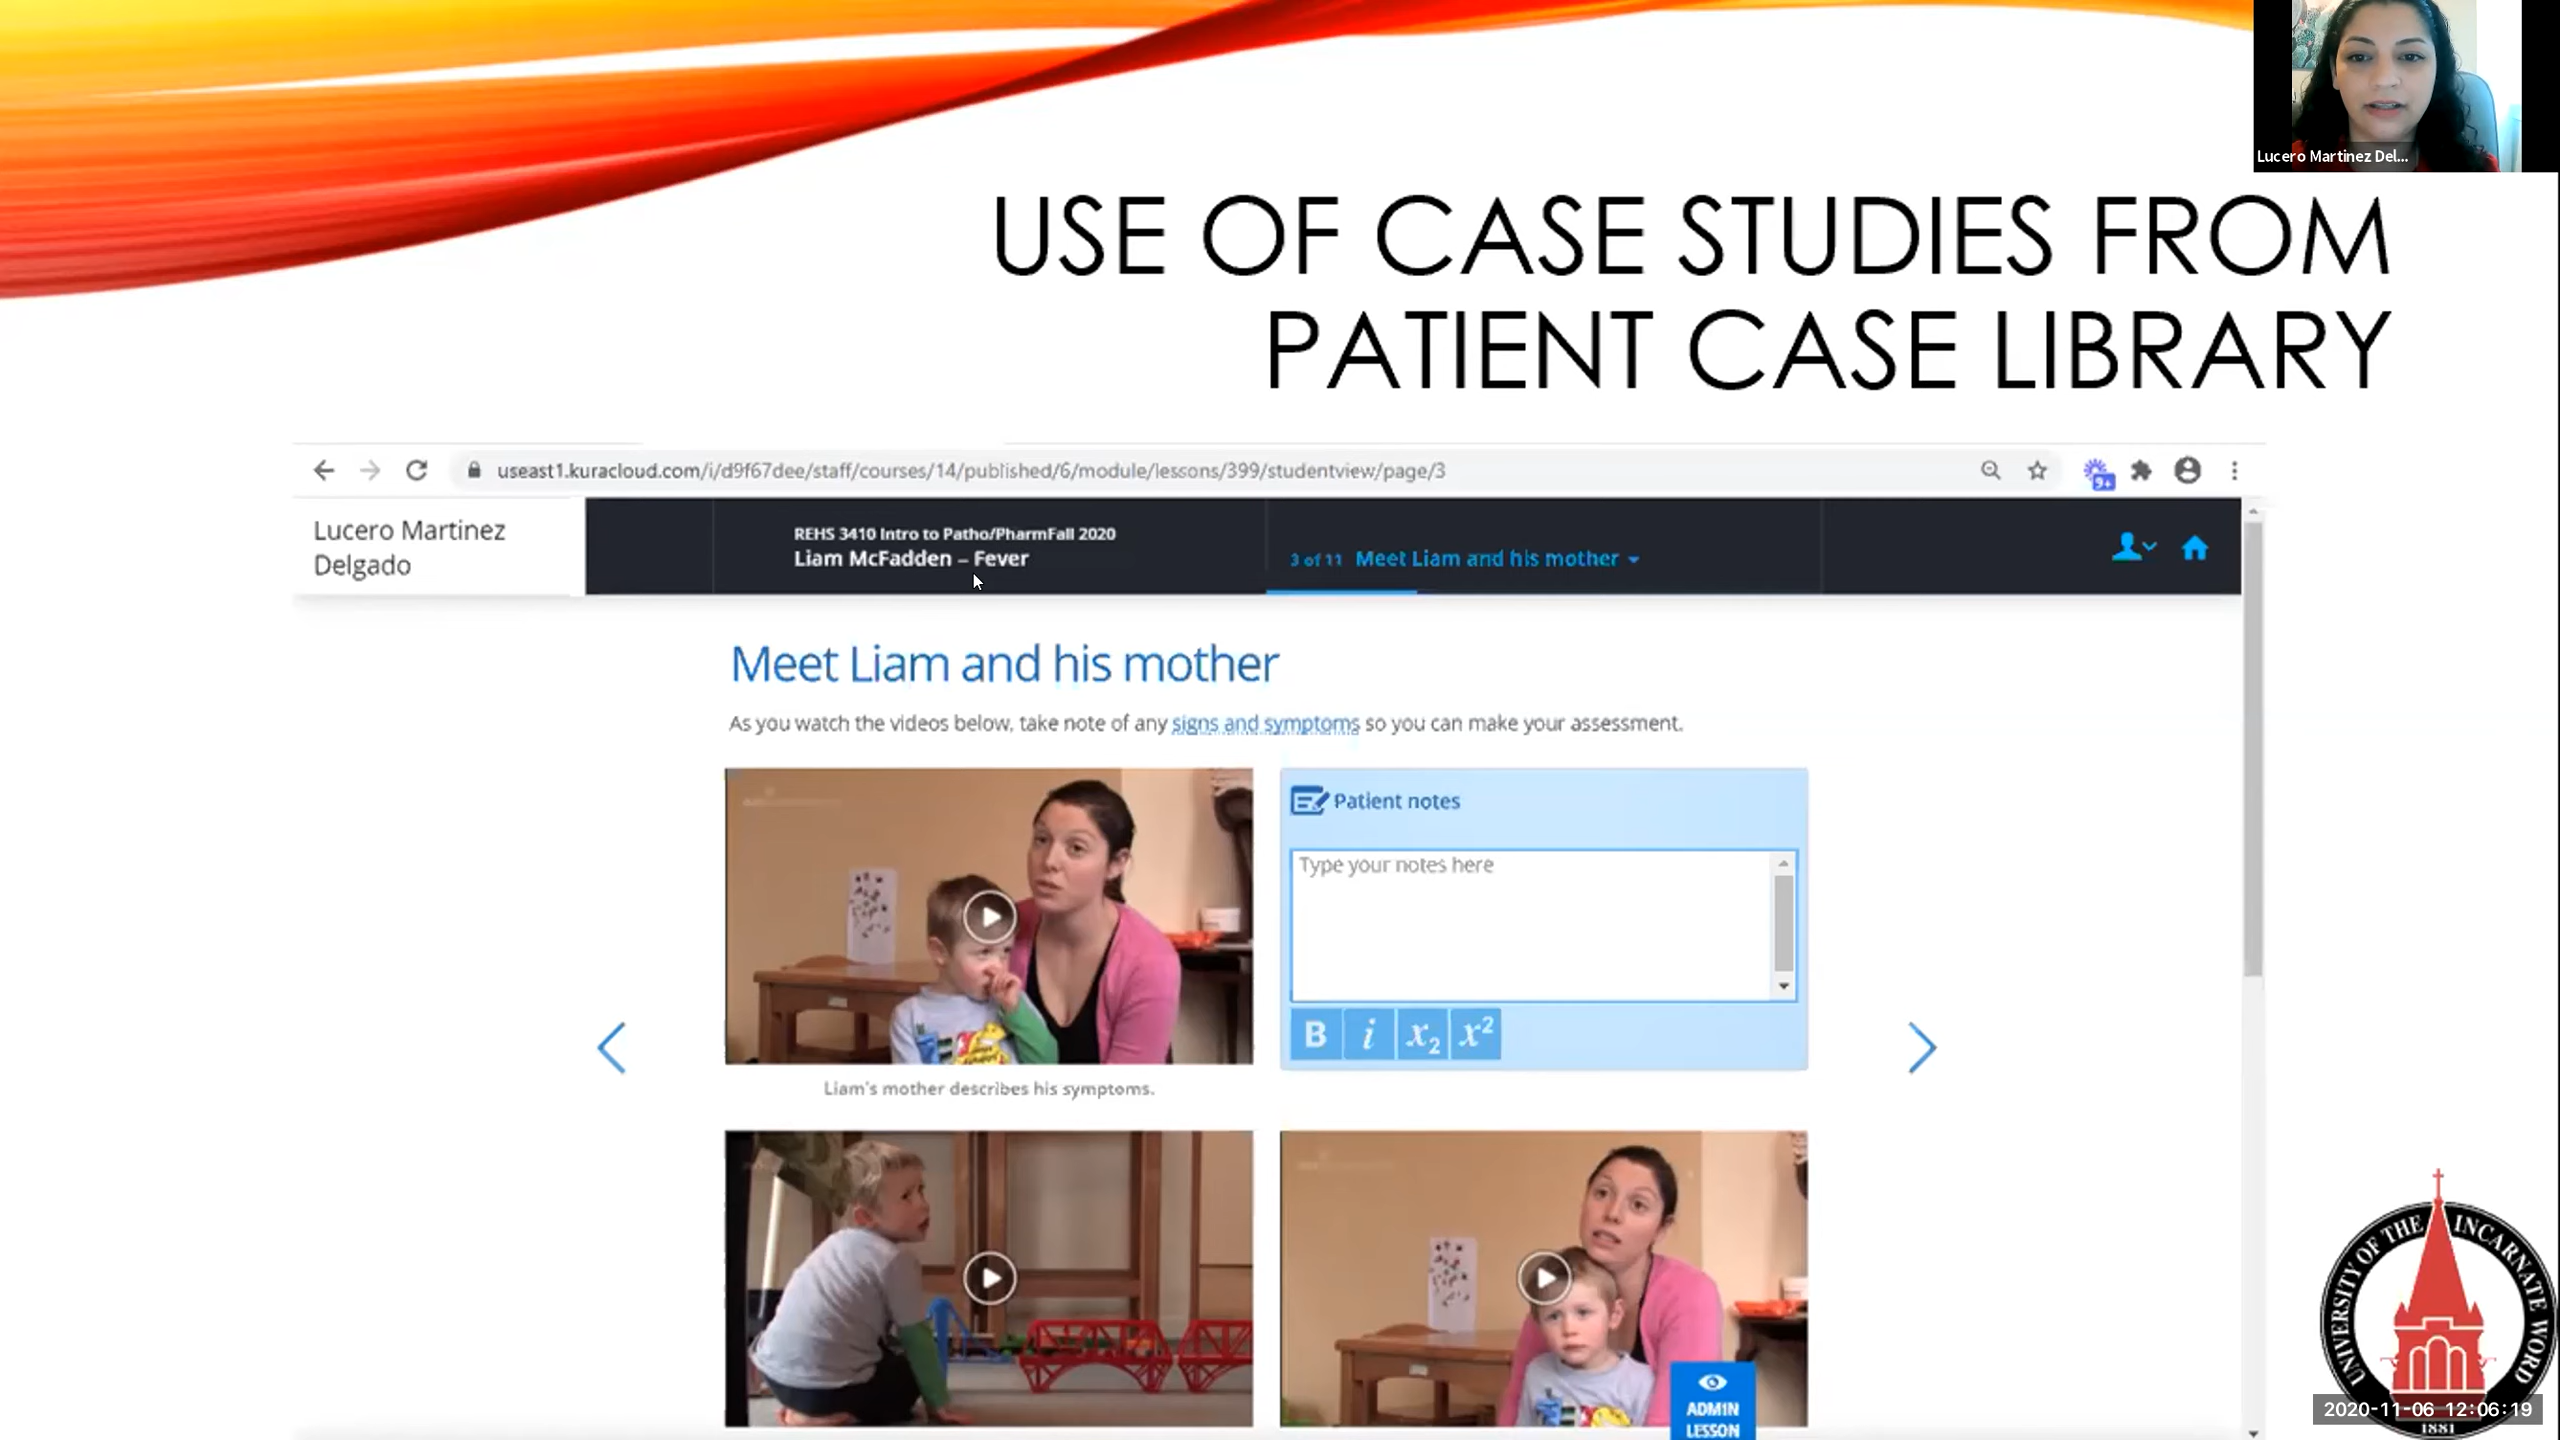 Lucero Martinez Del...
USE OF CASE STUDIES FROM
PATIENT CASE LIBRARY
useast1.kuracloud.com/i/d9f67dee/staff/courses/14/published/6/module/lessons/399/studentview/page/3
9+
Lucero Martinez
Delgado
REHS 3410 Intro to Patho/PharmFall 2020
Liam McFadden – Fever
3 of 11 Meet Liam and his mother
Meet Liam and his mother
As you watch the videos below, take note of any signs and symptoms so you can make your assessment.
Patient notes
Type your notes here
B i x2 x2
Liam's mother describes his symptoms.
ADM1N
LESSON
UNIVERSITY OF THE INCARNATE WORD
2020-11-06 12:06:19
1881